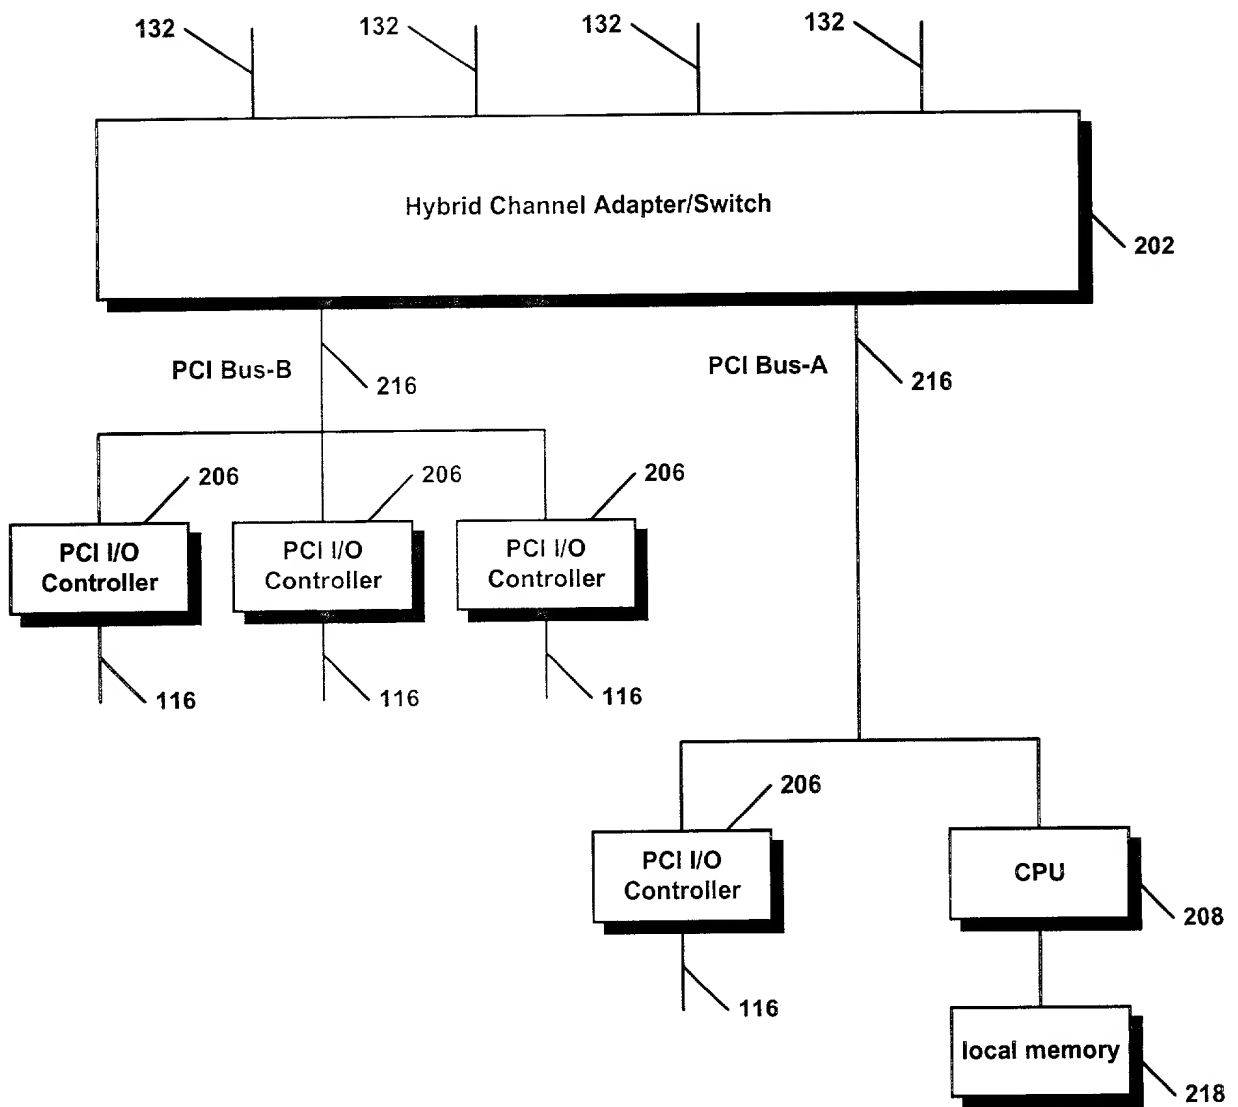 132
132
132
132
Hybrid Channel Adapter/Switch
202
PCI Bus-B
216
PCI Bus-A
216
206
206
206
PCI I/O
Controller
PCI I/O
Controller
PCI I/O
Controller
116
116
116
206
PCI I/O
Controller
CPU
208
116
local memory
218